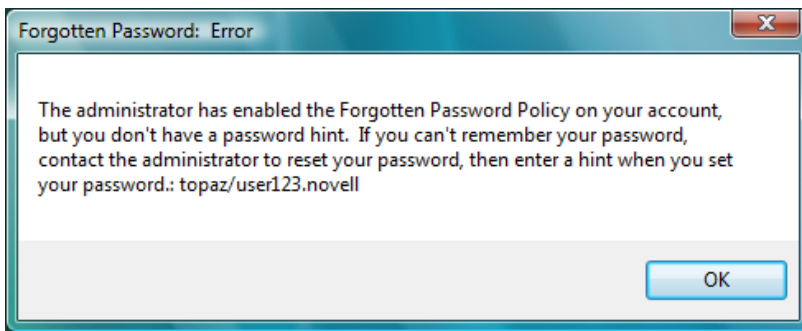 Forgotten Password: Error
The administrator has enabled the Forgotten Password Policy on your account,
but you don't have a password hint. If you can't remember your password,
contact the administrator to reset your password, then enter a hint when you set
your password.: topaz/user123.novell
OK